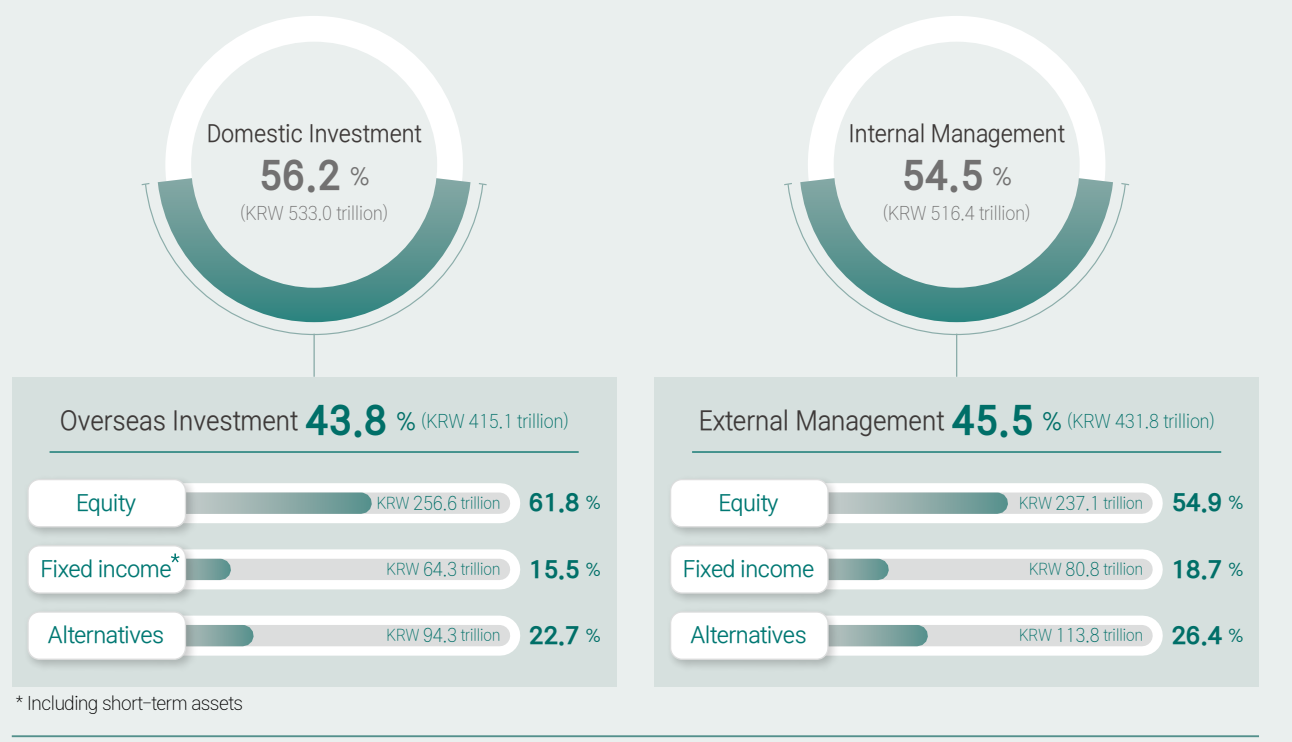 Domestic Investment
56.2 %
(KRW 533.0 trillion)
Overseas Investment 43.8 % (KRW 415.1 trillion)
Equity KRW 256.6 trillion 61.8 %
Fixed income* KRW 64.3 trillion 15.5 %
Alternatives KRW 94.3 trillion 22.7 %
* Including short-term assets
Internal Management
54.5 %
(KRW 516.4 trillion)
External Management 45.5 % (KRW 431.8 trillion)
Equity KRW 237.1 trillion 54.9 %
Fixed income KRW 80.8 trillion 18.7 %
Alternatives KRW 113.8 trillion 26.4 %